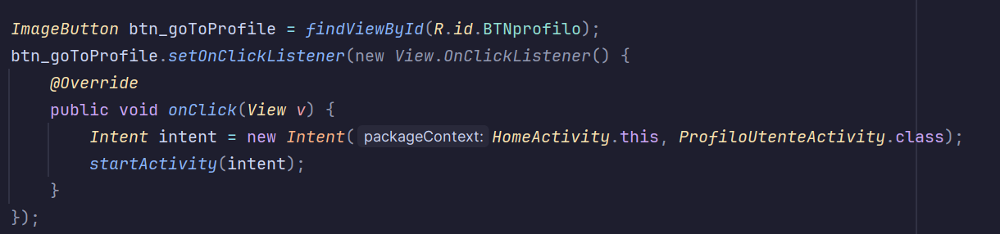 ImageButton btn_goToProfile = findViewById(R.id.BTNprofilo);
btn_goToProfile.setOnClickListener(new View.OnClickListener() {
    @Override
    public void onClick(View v) {
        Intent intent = new Intent( packageContext: HomeActivity.this, ProfiloUtenteActivity.class);
        startActivity(intent);
    }
});